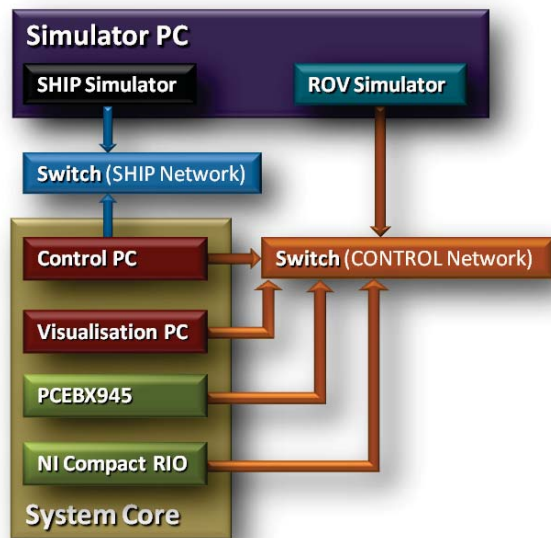 Simulator PC
SHIP Simulator
ROV Simulator
Switch (SHIP Network)
Control PC
Switch (CONTROL Network)
Visualisation PC
PCEBX945
NI Compact RIO
System Core